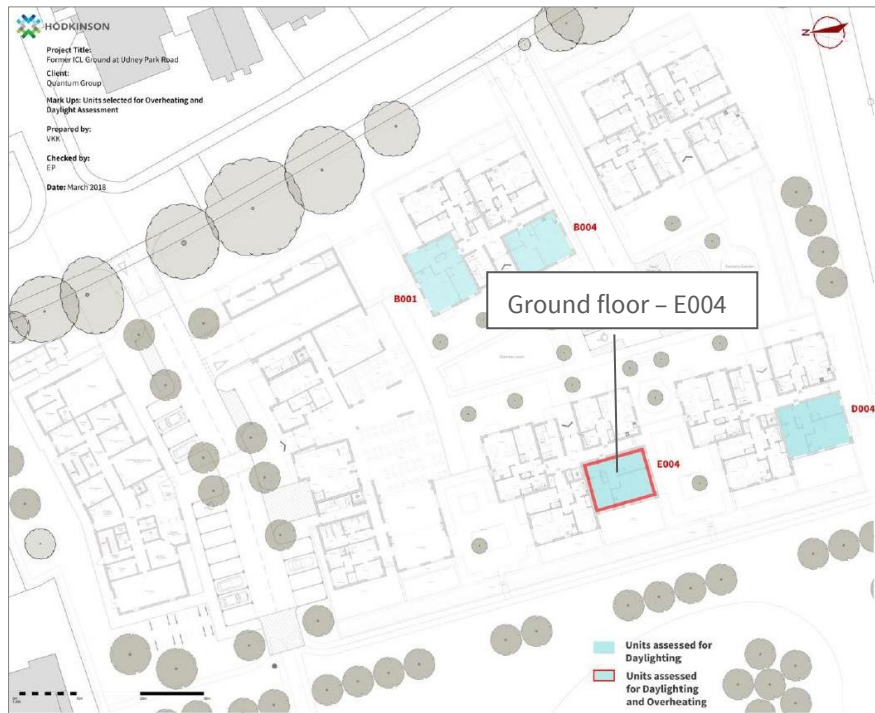 HODKINSON
Project Title:
Former ICL Ground at Udney Park Road
Client:
Quantum Group
Mark Ups: Units selected for Overheating and
Daylight Assessment
Prepared by:
VKK
Checked by:
EP
Date: March 2018
N
B004
B001
Ground floor – E004
D004
E004
Units assessed for
Daylighting
Units assessed
for Daylighting
and Overheating